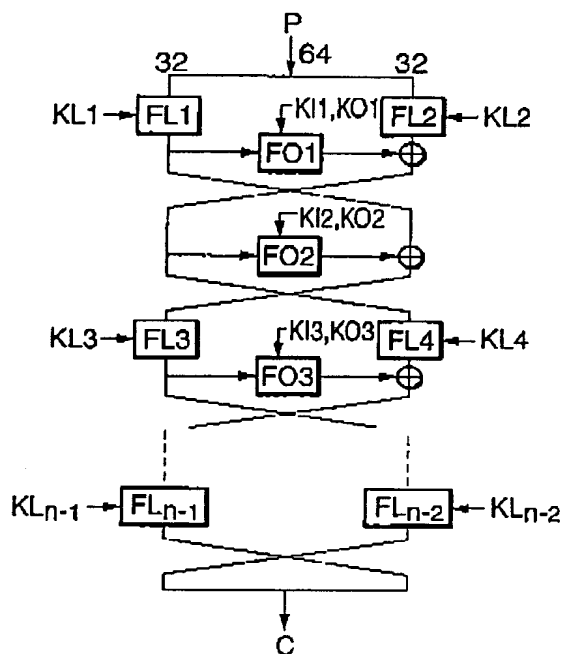 P
64
32 32
KL1 FL1 KI1,KO1 FL2 KL2
FO1
KI2,KO2
FO2
KL3 FL3 KI3,KO3 FL4 KL4
FO3
KLn-1 FLn-1 FLn-2 KLn-2
C